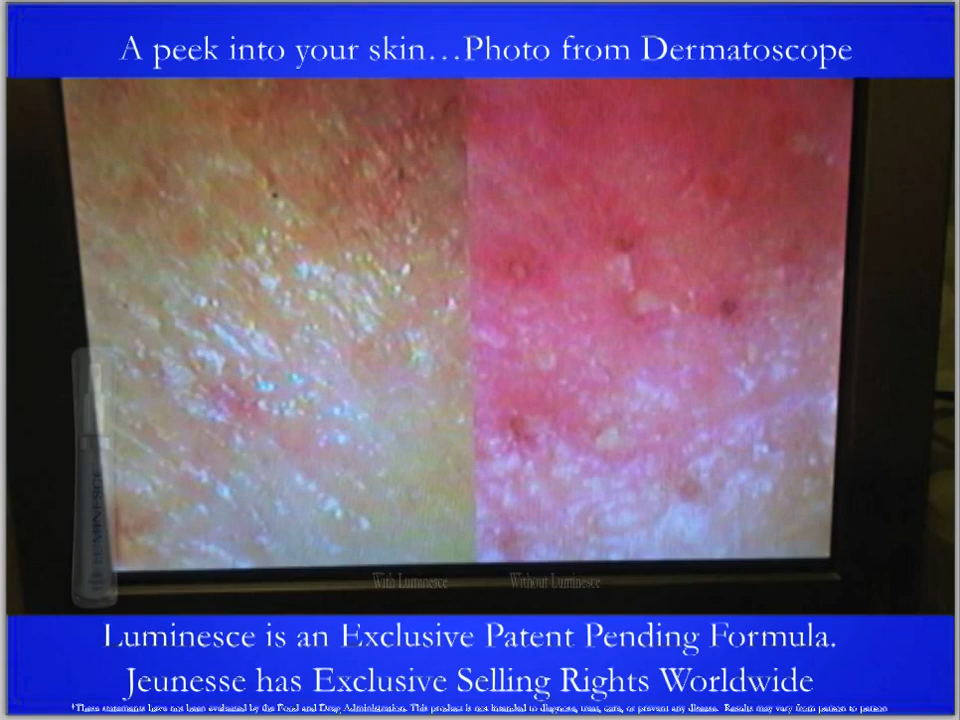 A peek into your skin…Photo from Dermatoscope
LUMINESCE
With Luminesce Without Luminesce
Luminesce is an Exclusive Patent Pending Formula.
Jeunesse has Exclusive Selling Rights Worldwide
†These statements have not been evaluated by the Food and Drug Administration. This product is not intended to diagnose, treat, cure, or prevent any disease. Results may vary from person to person